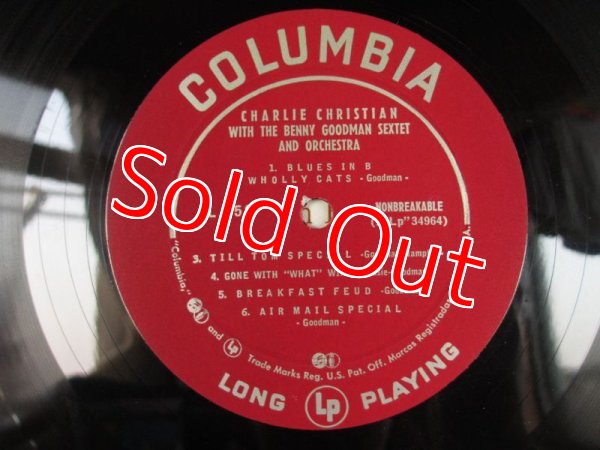 COLUMBIA
CHARLIE CHRISTIAN
WITH THE BENNY GOODMAN SEXTET
AND ORCHESTRA
1. BLUES IN B
WHOLLY CATS -Goodman-
NONBREAKABLE
34964)
Sold Out
3. TILL TOM SPECIAL
4. GONE WITH "WHAT"
5. BREAKFAST FEUD
6. AIR MAIL SPECIAL
-Goodman-
"Columbia," and LP Trade Marks Reg. U.S. Pat. Off. Marcas Registradas
LONG LP PLAYING